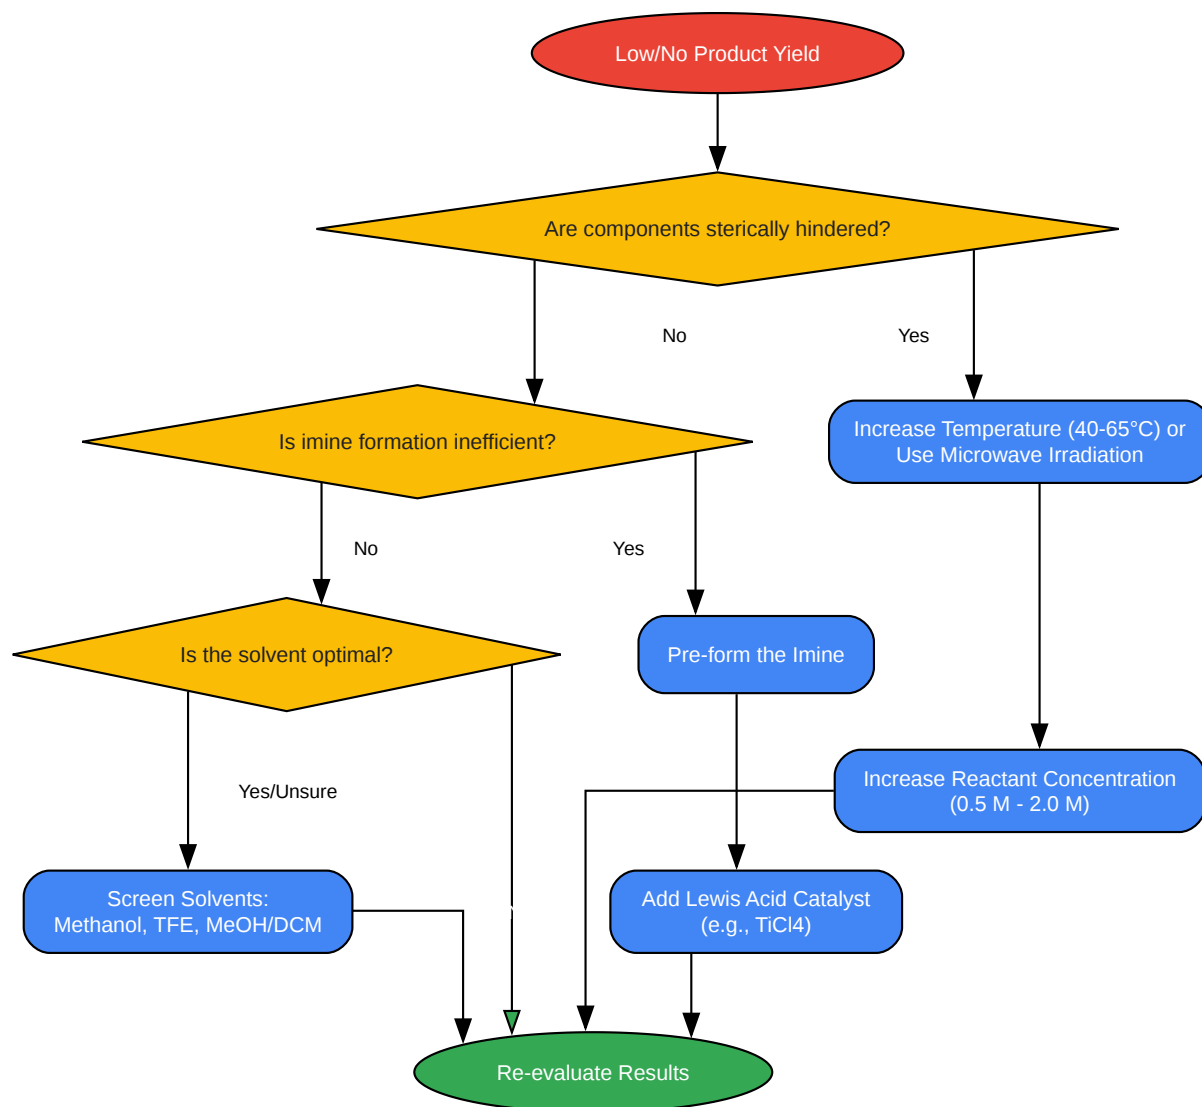 Low/No Product Yield
Are components sterically hindered?
No
Yes
Is imine formation inefficient?
Increase Temperature (40-65°C) or
Use Microwave Irradiation
No
Yes
Is the solvent optimal?
Pre-form the Imine
Increase Reactant Concentration
(0.5 M - 2.0 M)
Yes/Unsure
Screen Solvents:
Methanol, TFE, MeOH/DCM
Add Lewis Acid Catalyst
(e.g., TiCl4)
Re-evaluate Results